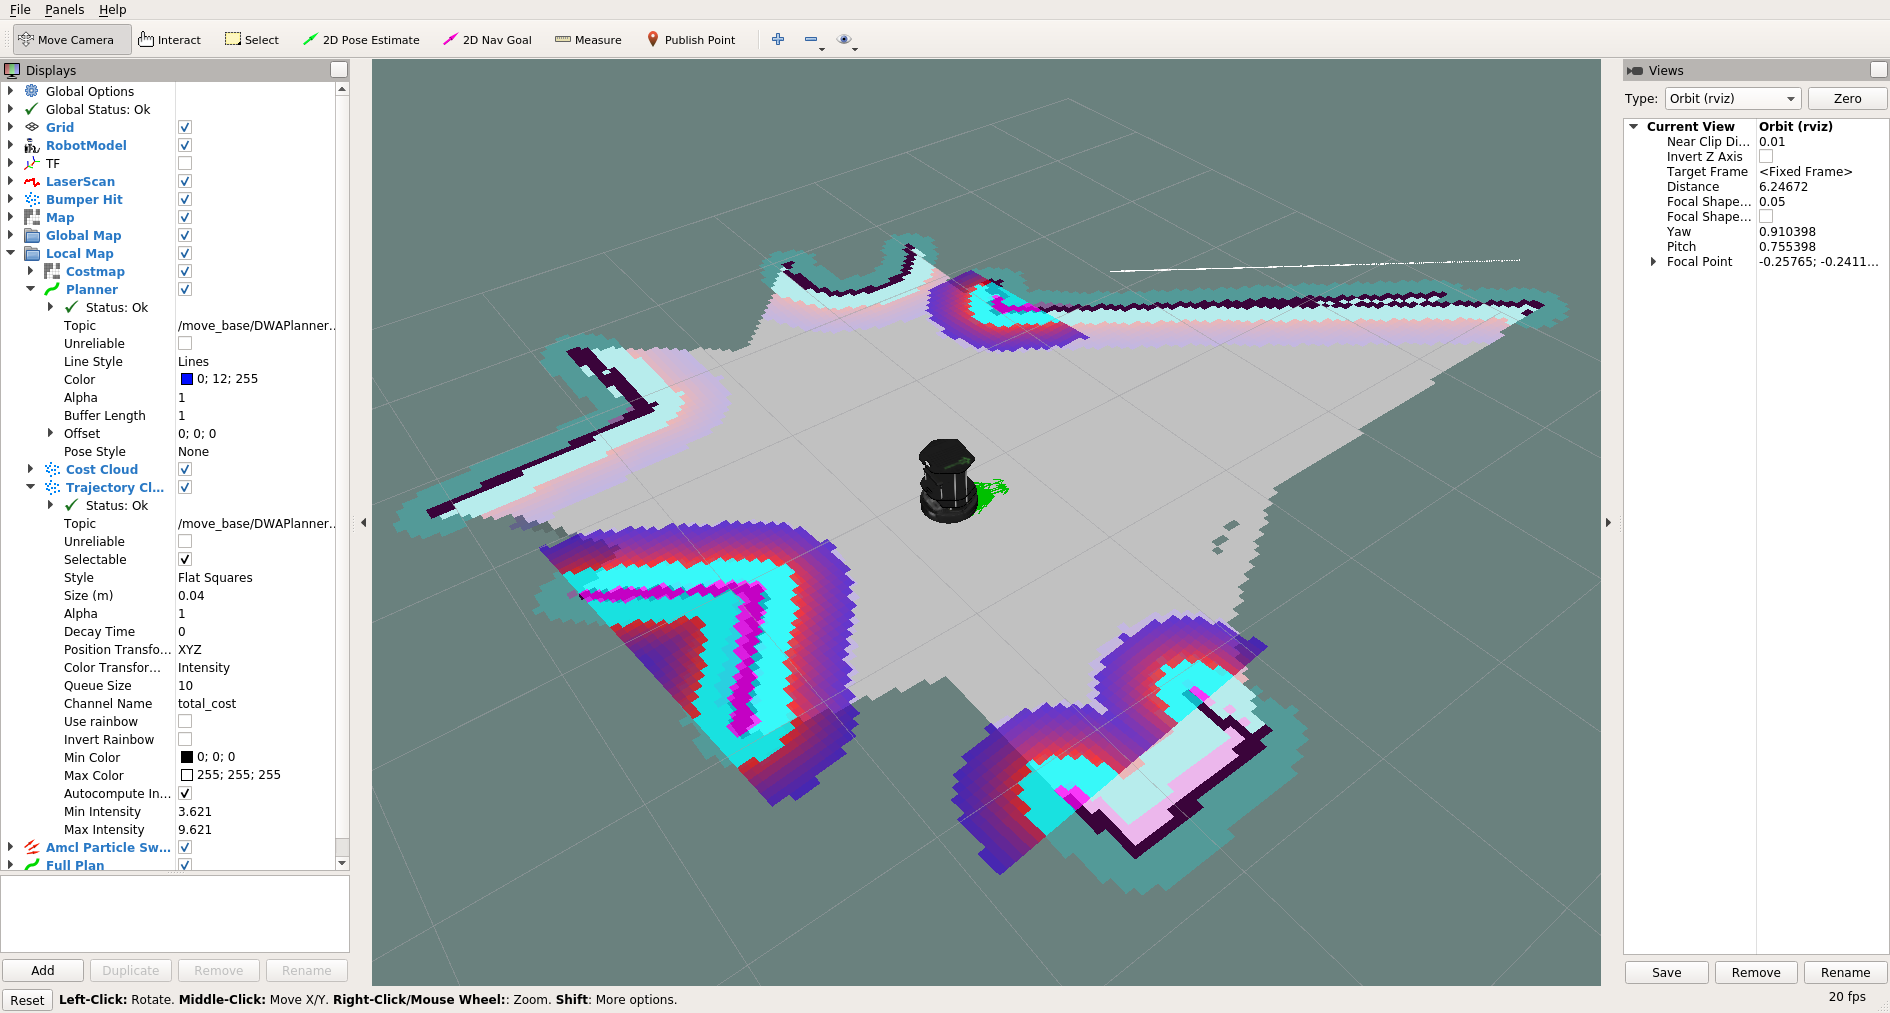 File Panels Help
Move Camera Interact Select 2D Pose Estimate 2D Nav Goal Measure Publish Point
Displays
Global Options
Global Status: Ok
Grid
RobotModel
TF
LaserScan
Bumper Hit
Map
Global Map
Local Map
Costmap
Planner
Status: Ok
Topic /move_base/DWAPlanner...
Unreliable
Line Style Lines
Color 0; 12; 255
Alpha 1
Buffer Length 1
Offset 0; 0; 0
Pose Style None
Cost Cloud
Trajectory Cl...
Status: Ok
Topic /move_base/DWAPlanner...
Unreliable
Selectable
Style Flat Squares
Size (m) 0.04
Alpha 1
Decay Time 0
Position Transfo... XYZ
Color Transfor... Intensity
Queue Size 10
Channel Name total_cost
Use rainbow
Invert Rainbow
Min Color 0; 0; 0
Max Color 255; 255; 255
Autocompute In...
Min Intensity 3.621
Max Intensity 9.621
Amcl Particle Sw...
Full Plan
Add Duplicate Remove Rename
Reset Left-Click: Rotate. Middle-Click: Move X/Y. Right-Click/Mouse Wheel:: Zoom. Shift: More options.
Views
Type: Orbit (rviz) Zero
Current View Orbit (rviz)
Near Clip Di... 0.01
Invert Z Axis
Target Frame <Fixed Frame>
Distance 6.24672
Focal Shape... 0.05
Focal Shape...
Yaw 0.910398
Pitch 0.755398
Focal Point -0.25765; -0.2411...
Save Remove Rename
20 fps